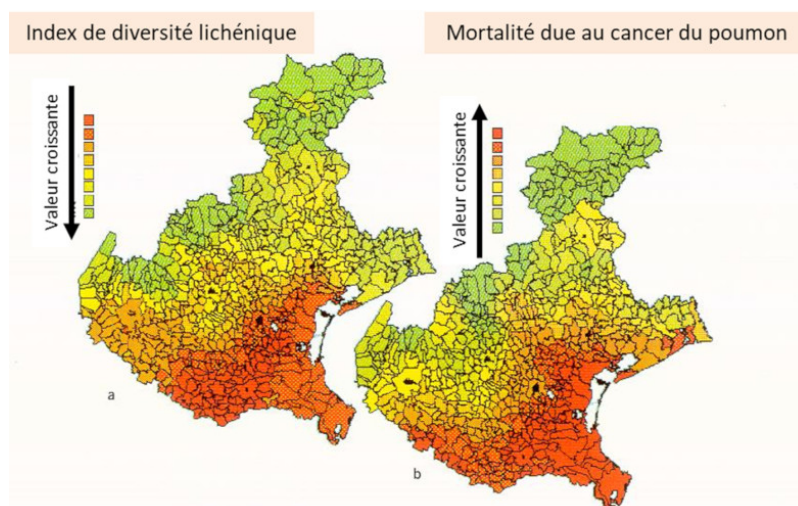 Index de diversité lichénique
Mortalité due au cancer du poumon
Valeur croissante
Valeur croissante
a
b